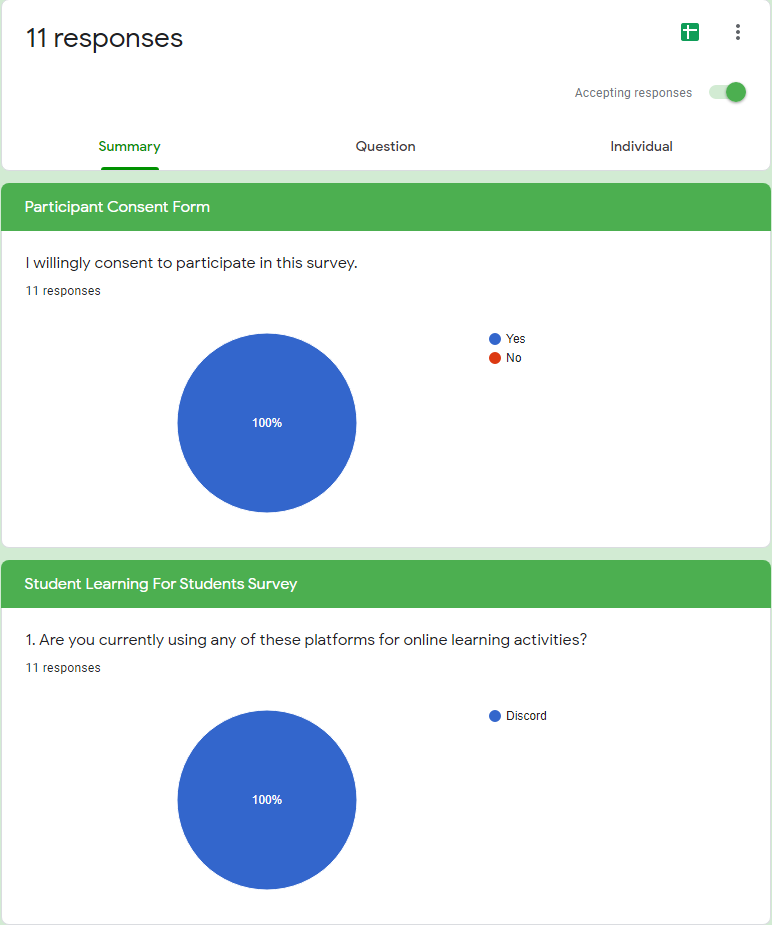 11 responses
Accepting responses
Summary
Question
Individual
Participant Consent Form
I willingly consent to participate in this survey.
11 responses
100%
Yes
No
Student Learning For Students Survey
1. Are you currently using any of these platforms for online learning activities?
11 responses
100%
Discord